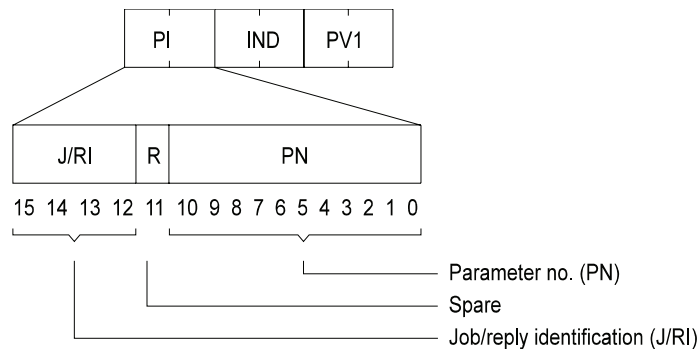 PI IND PV1
J/RI R PN
15 14 13 12 11 10 9 8 7 6 5 4 3 2 1 0
Parameter no. (PN)
Spare
Job/reply identification (J/RI)